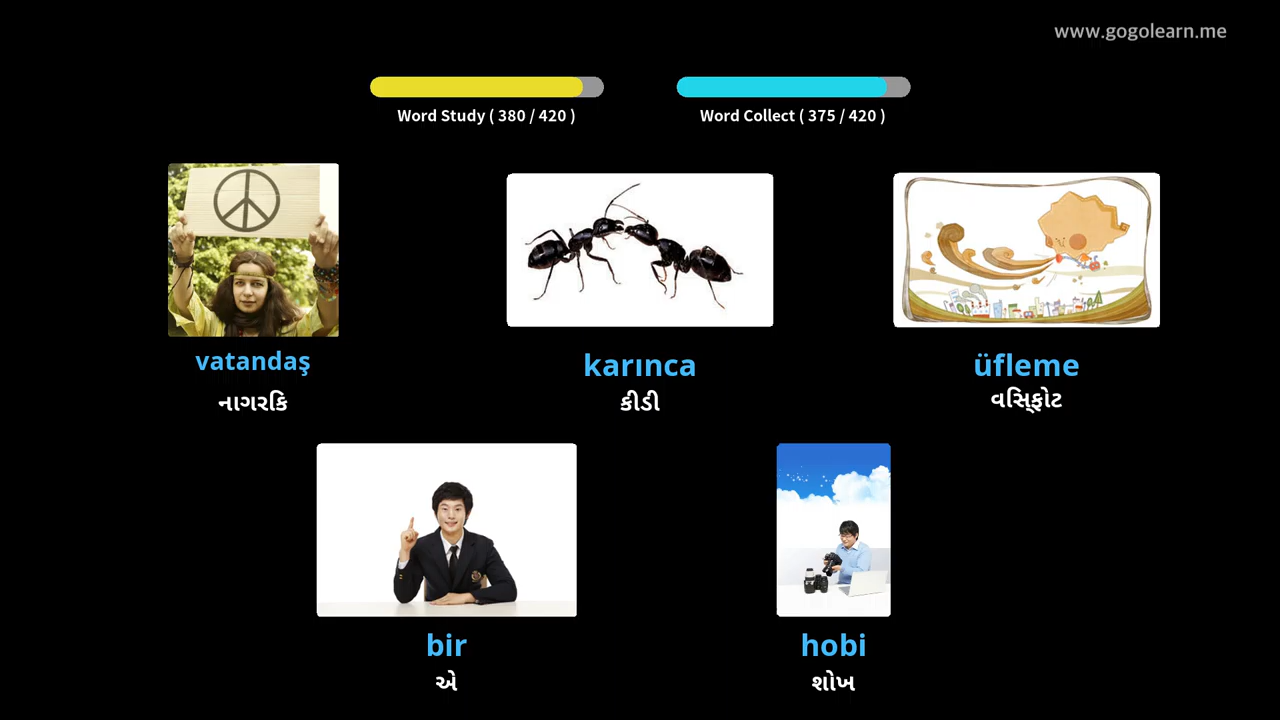 www.gogolearn.me
Word Study ( 380 / 420 )
Word Collect ( 375 / 420 )
vatandaş
નાગરકિ
karınca
કીડી
üfleme
વસ્ફિોટ
bir
એ
hobi
શોખ